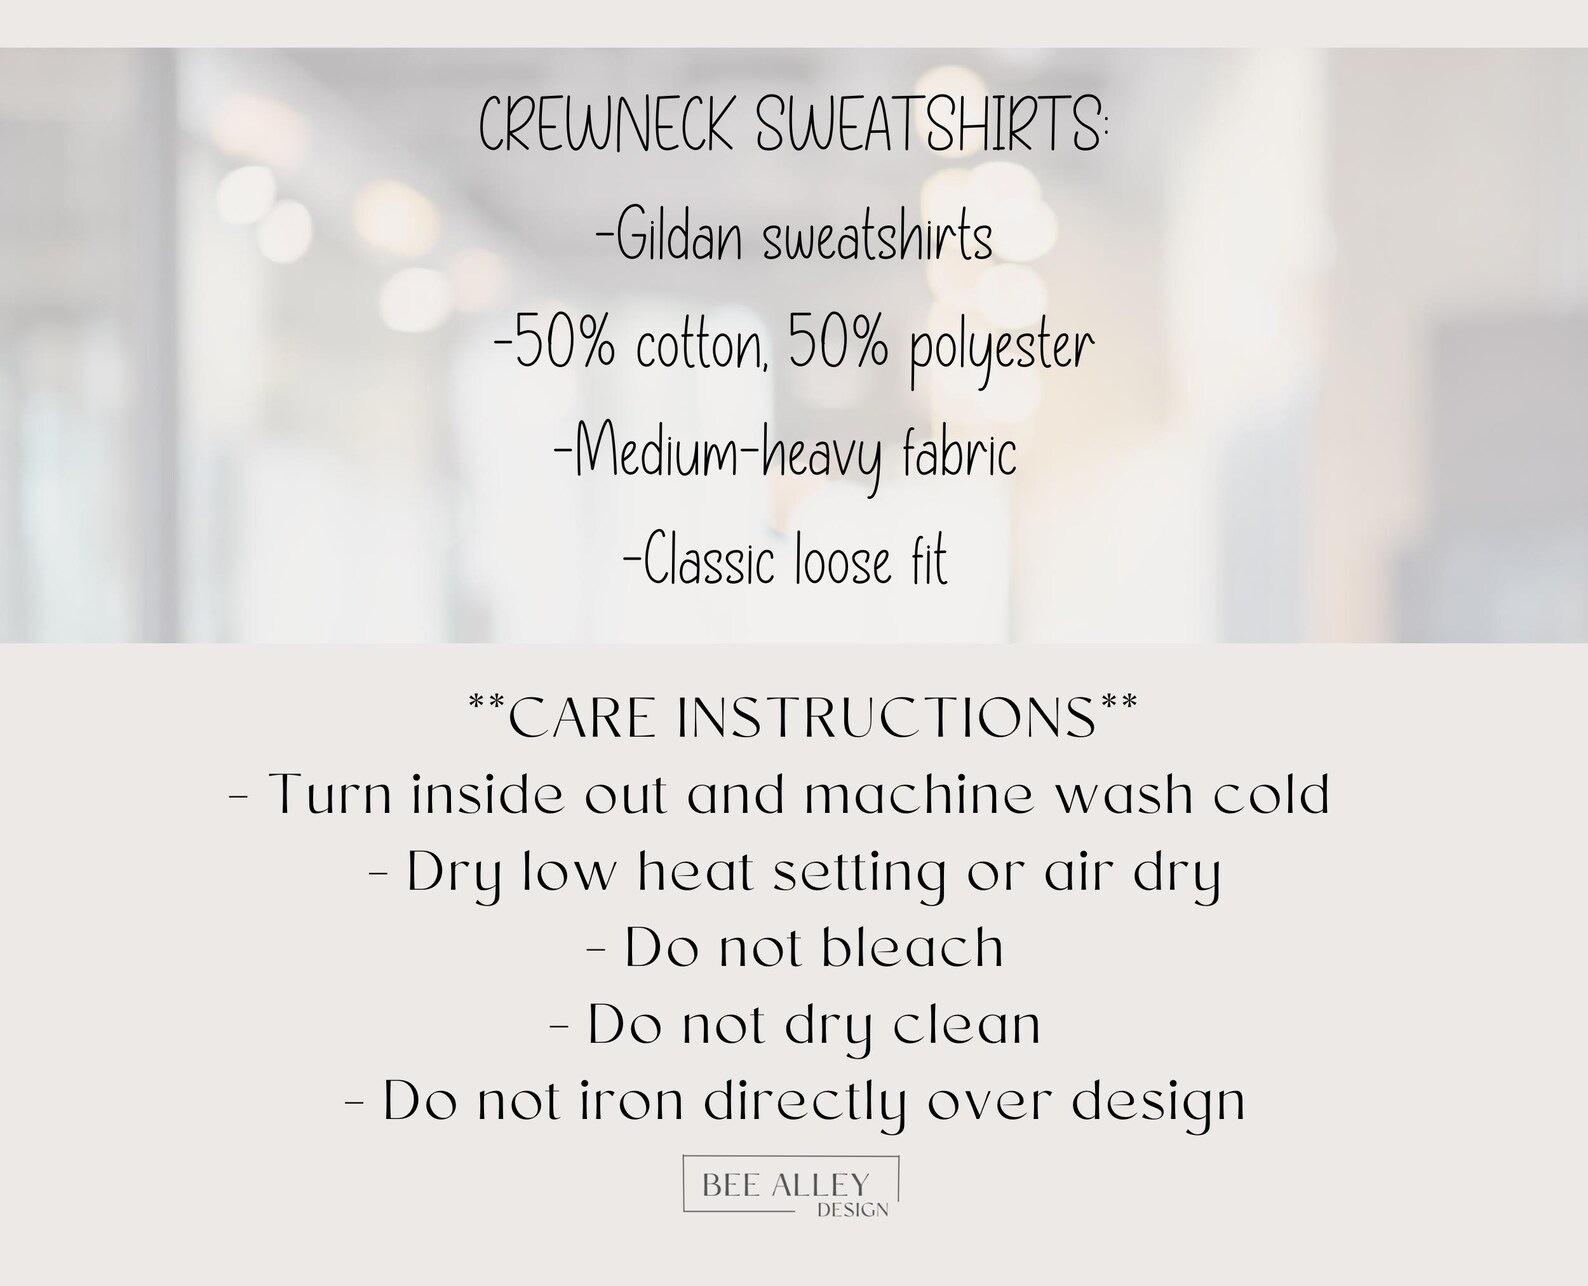 CREWNECK SWEATSHIRTS:
-Gildan sweatshirts
-50% cotton, 50% polyester
-Medium-heavy fabric
-Classic loose fit
**CARE INSTRUCTIONS**
- Turn inside out and machine wash cold
- Dry low heat setting or air dry
- Do not bleach
- Do not dry clean
- Do not iron directly over design
BEE ALLEY
DESIGN